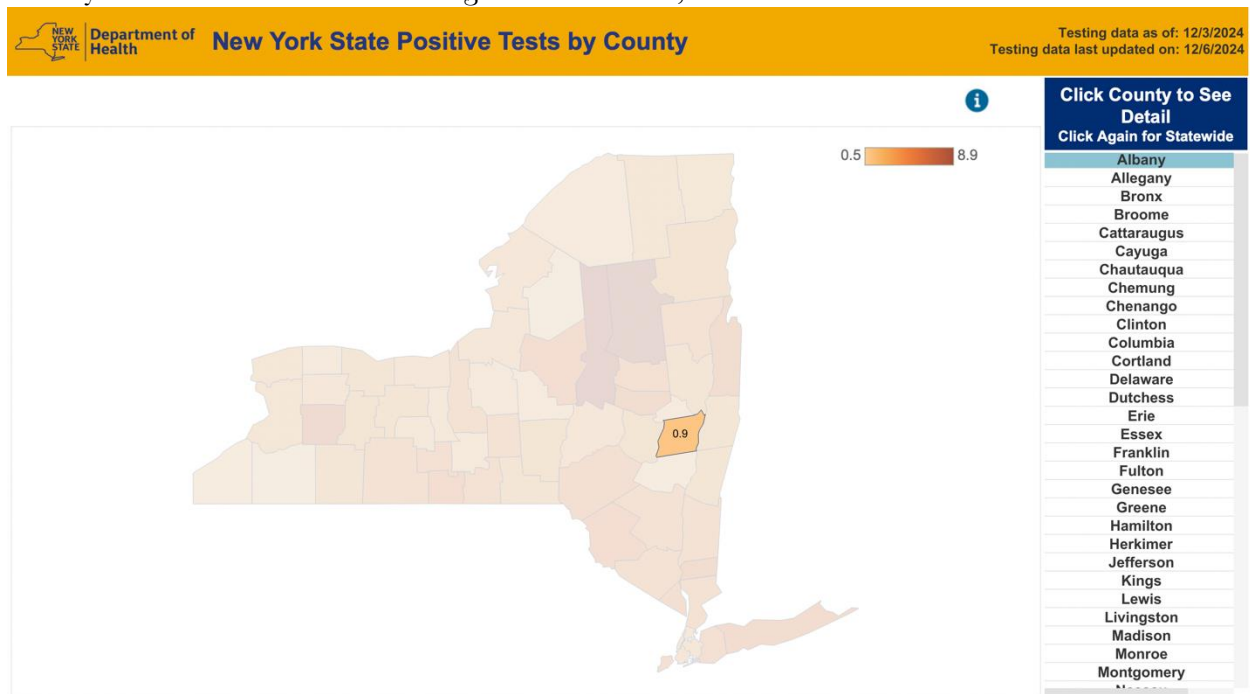 NEW
YORK
STATE
Department of
Health
New York State Positive Tests by County
Testing data as of: 12/3/2024
Testing data last updated on: 12/6/2024
i
Click County to See
Detail
Click Again for Statewide
0.5
8.9
0.9
Albany
Allegany
Bronx
Broome
Cattaraugus
Cayuga
Chautauqua
Chemung
Chenango
Clinton
Columbia
Cortland
Delaware
Dutchess
Erie
Essex
Franklin
Fulton
Genesee
Greene
Hamilton
Herkimer
Jefferson
Kings
Lewis
Livingston
Madison
Monroe
Montgomery